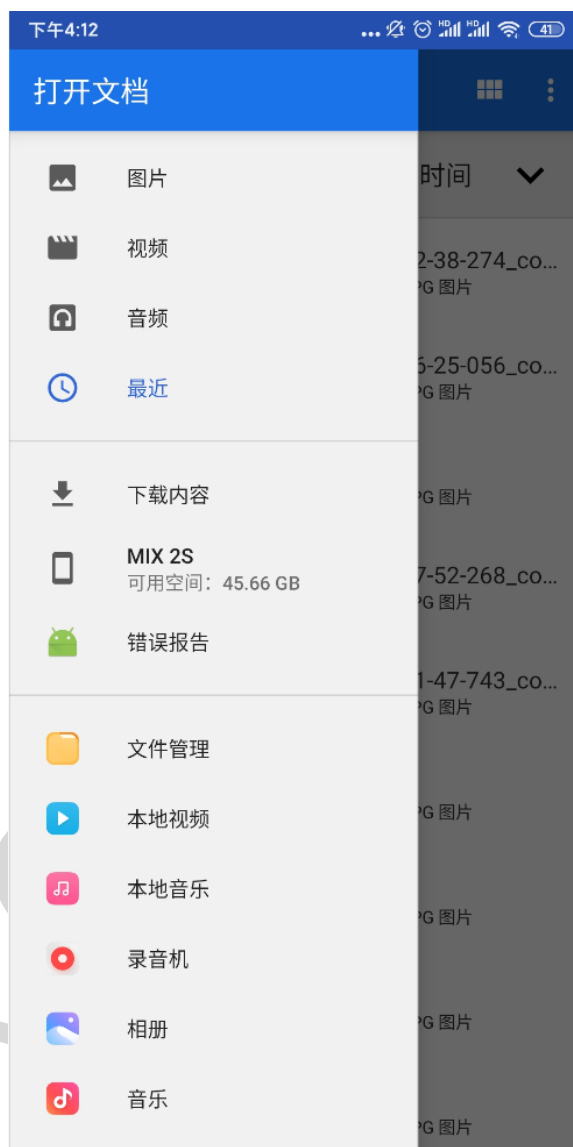 下午4:12 ... HD HD 41
打开文档
图片
视频
音频
最近
下载内容
MIX 2S
可用空间：45.66 GB
错误报告
文件管理
本地视频
本地音乐
录音机
相册
音乐
时间
2-38-274_co...
PG 图片
6-25-056_co...
PG 图片
PG 图片
7-52-268_co...
PG 图片
1-47-743_co...
PG 图片
PG 图片
PG 图片
PG 图片
PG 图片